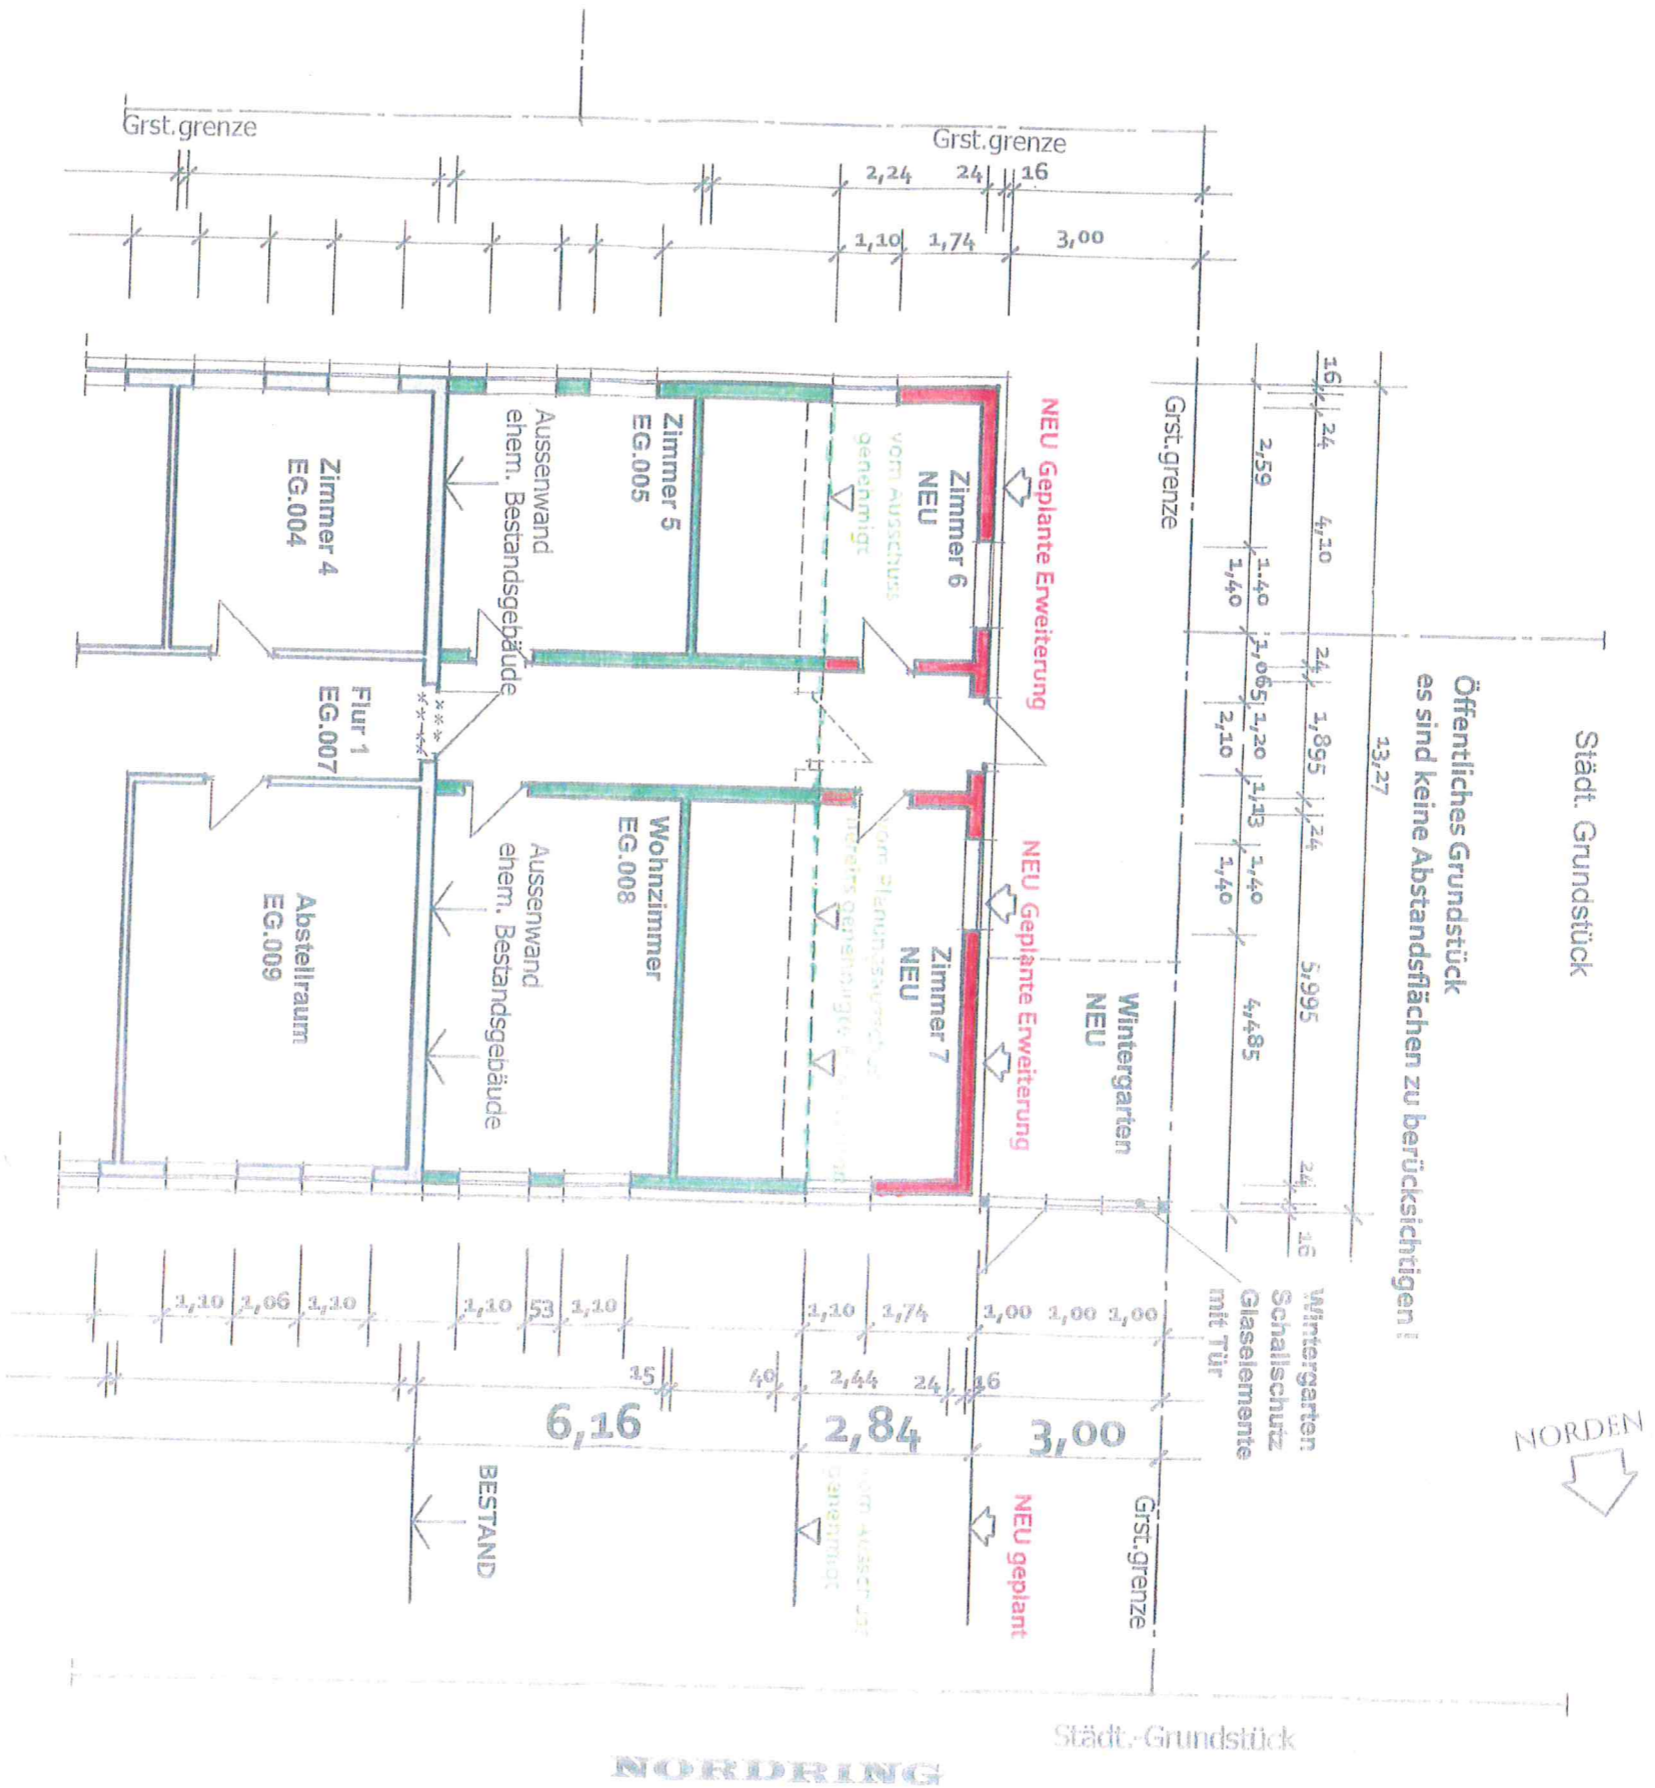 Grst.grenze
Grst.grenze
2,24
24
16
1,10
1,74
3,00
Städt. Grundstück
Öffentliches Grundstück
es sind keine Abstandsflächen zu berücksichtigen !
13,27
16
24
4,10
24
1,895
24
5,995
24
16
2,59
1.40
1,40
1,065
1,20
2,10
1,13
1,40
1,40
4,485
Grst.grenze
NEU Geplante Erweiterung
NEU Geplante Erweiterung
Wintergarten
NEU
Wintergarten
Schallschutz
Glaselemente
mit Tür
Zimmer 6
NEU
vom Ausschuss
genehmigt
Zimmer 7
NEU
vom Planungsausschuss
bereits genehmigte
Zimmer 5
EG.005
Wohnzimmer
EG.008
Aussenwand
ehem. Bestandsgebäude
Aussenwand
ehem. Bestandsgebäude
Zimmer 4
EG.004
Flur 1
EG.007
Abstellraum
EG.009
1,10
1,06
1,10
1,10
53
1,10
1,10
1,74
1,00
1,00
1,00
15
40
2,44
24
16
6,16
2,84
3,00
BESTAND
vom Ausschuss
genehmigt
NEU geplant
Grst.grenze
NORDEN
Städt.-Grundstück
NORDRING